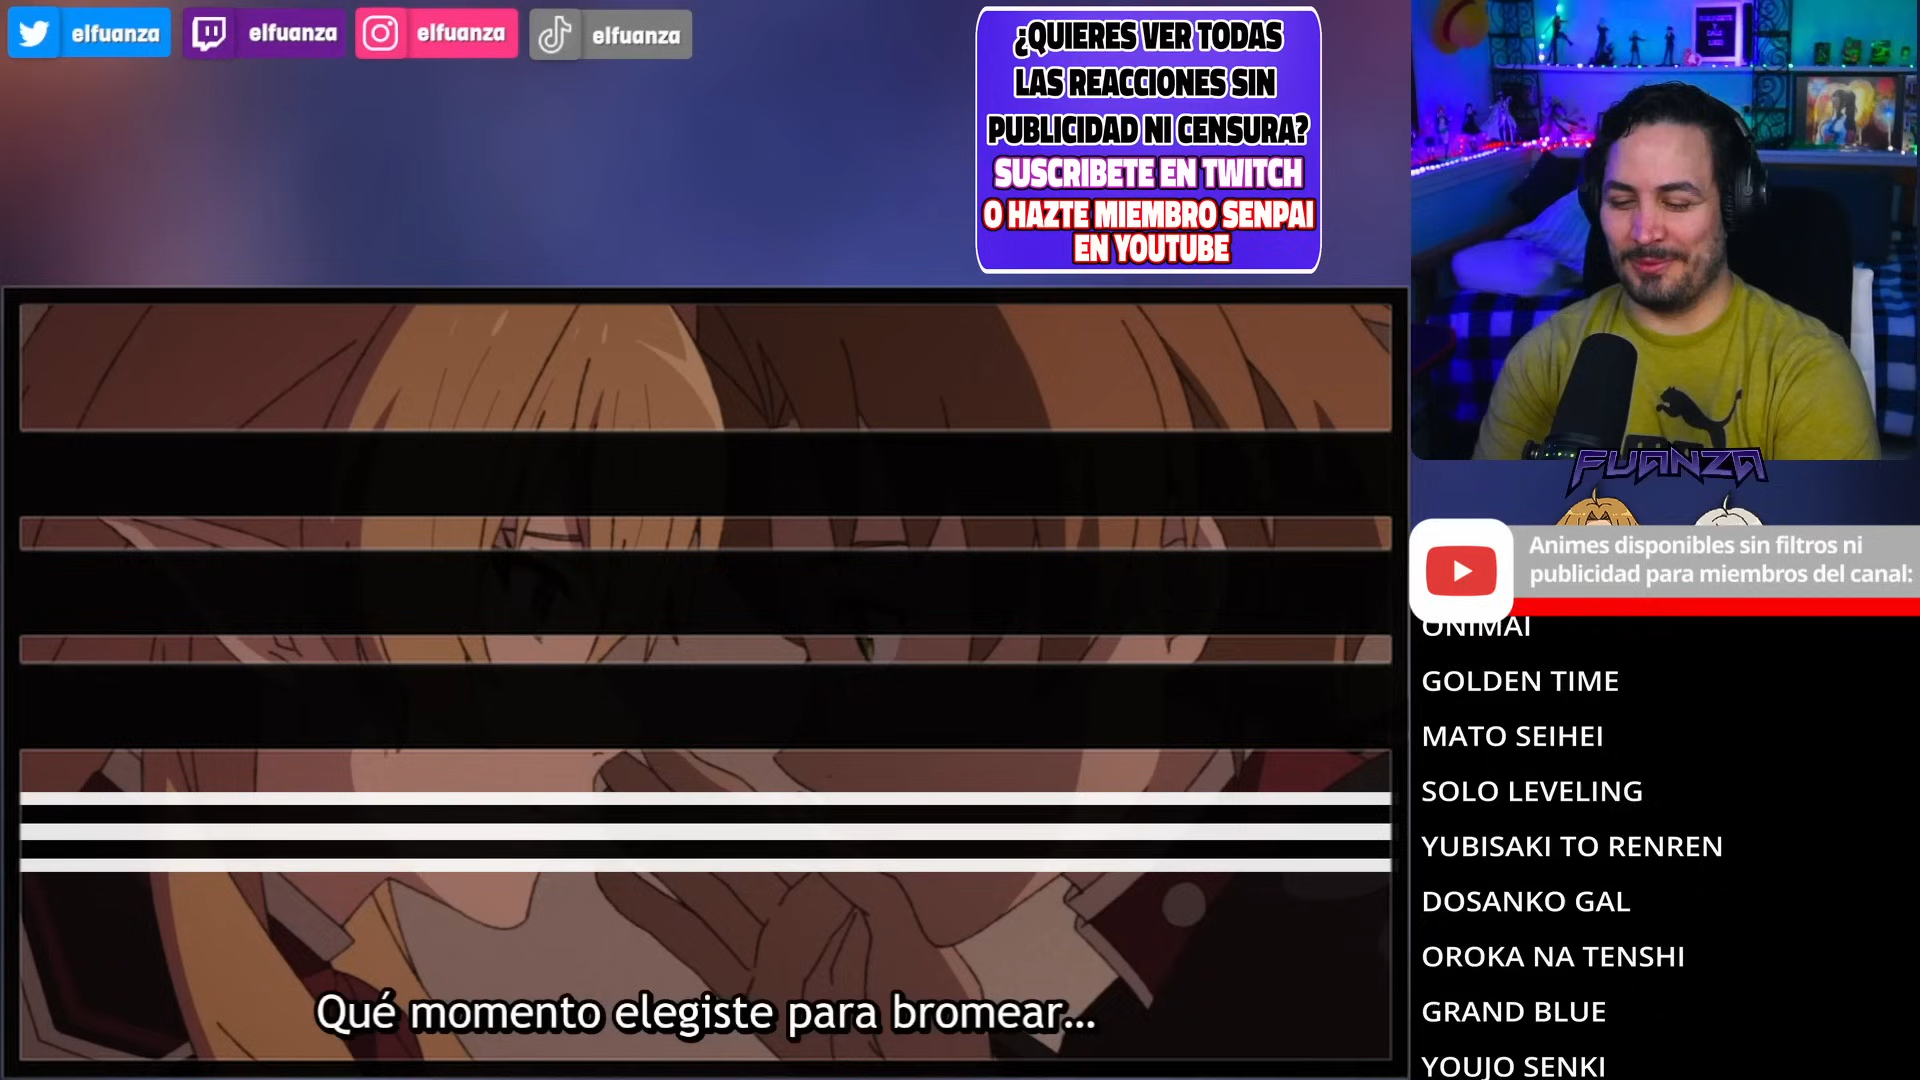 elfuanza
elfuanza
elfuanza
elfuanza
¿QUIERES VER TODAS
LAS REACCIONES SIN
PUBLICIDAD NI CENSURA?
SUSCRIBETE EN TWITCH
O HAZTE MIEMBRO SENPAI
EN YOUTUBE
FUANZA
Animes disponibles sin filtros ni
publicidad para miembros del canal:
ONIMAI
GOLDEN TIME
MATO SEIHEI
SOLO LEVELING
YUBISAKI TO RENREN
DOSANKO GAL
OROKA NA TENSHI
GRAND BLUE
YOUJO SENKI
Qué momento elegiste para bromear...